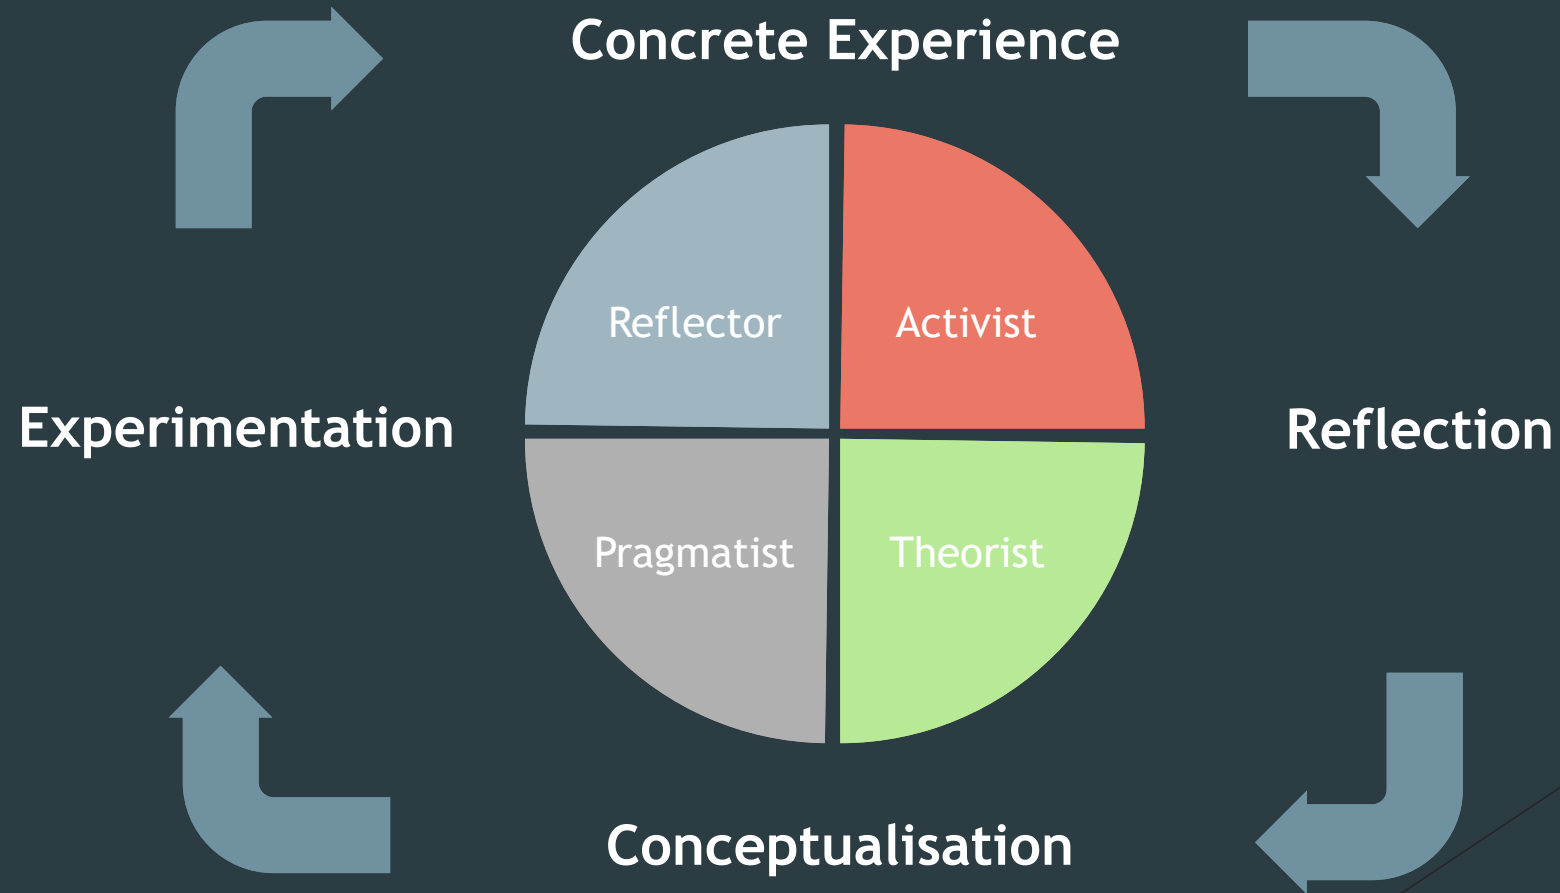 Concrete Experience
Reflector
Activist
Experimentation
Reflection
Pragmatist
Theorist
Conceptualisation